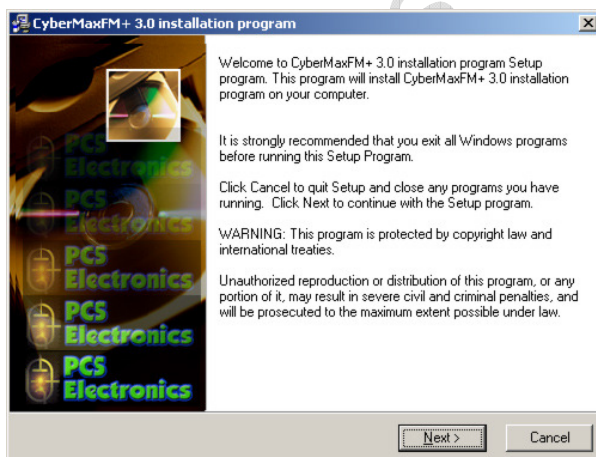 CyberMaxFM+ 3.0 installation program
Welcome to CyberMaxFM+ 3.0 installation program Setup
program. This program will install CyberMaxFM+ 3.0 installation
program on your computer.
It is strongly recommended that you exit all Windows programs
before running this Setup Program.
Click Cancel to quit Setup and close any programs you have
running. Click Next to continue with the Setup program.
WARNING: This program is protected by copyright law and
international treaties.
Unauthorized reproduction or distribution of this program, or any
portion of it, may result in severe civil and criminal penalties, and
will be prosecuted to the maximum extent possible under law.
PCS
Electronics
PCS
Electronics
PCS
Electronics
PCS
Electronics
PCS
Electronics
Next >
Cancel